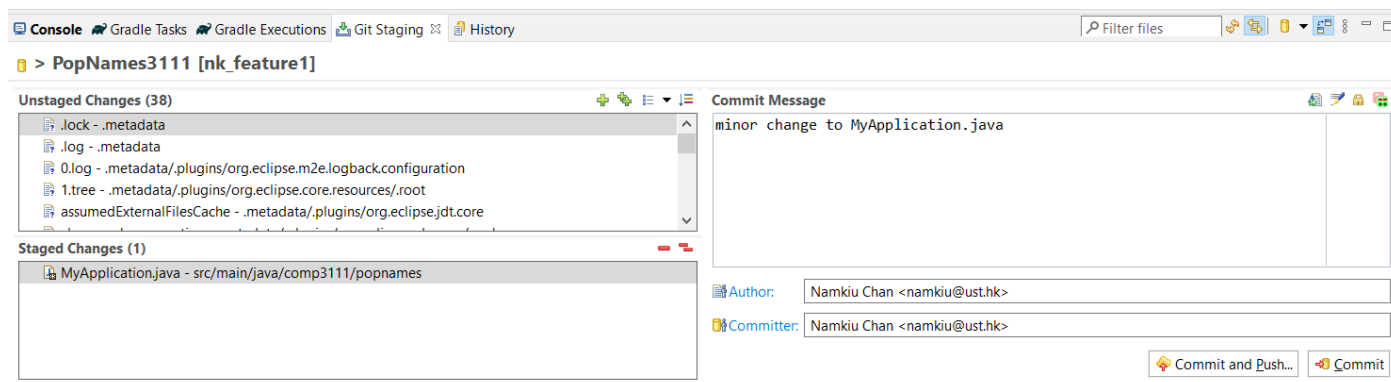 Console Gradle Tasks Gradle Executions Git Staging History Filter files
> PopNames3111 [nk_feature1]
Unstaged Changes (38)
.lock - .metadata
.log - .metadata
0.log - .metadata/.plugins/org.eclipse.m2e.logback.configuration
1.tree - .metadata/.plugins/org.eclipse.core.resources/.root
assumedExternalFilesCache - .metadata/.plugins/org.eclipse.jdt.core
Staged Changes (1)
MyApplication.java - src/main/java/comp3111/popnames
Commit Message
minor change to MyApplication.java
Author: Namkiu Chan <namkiu@ust.hk>
Committer: Namkiu Chan <namkiu@ust.hk>
Commit and Push... Commit